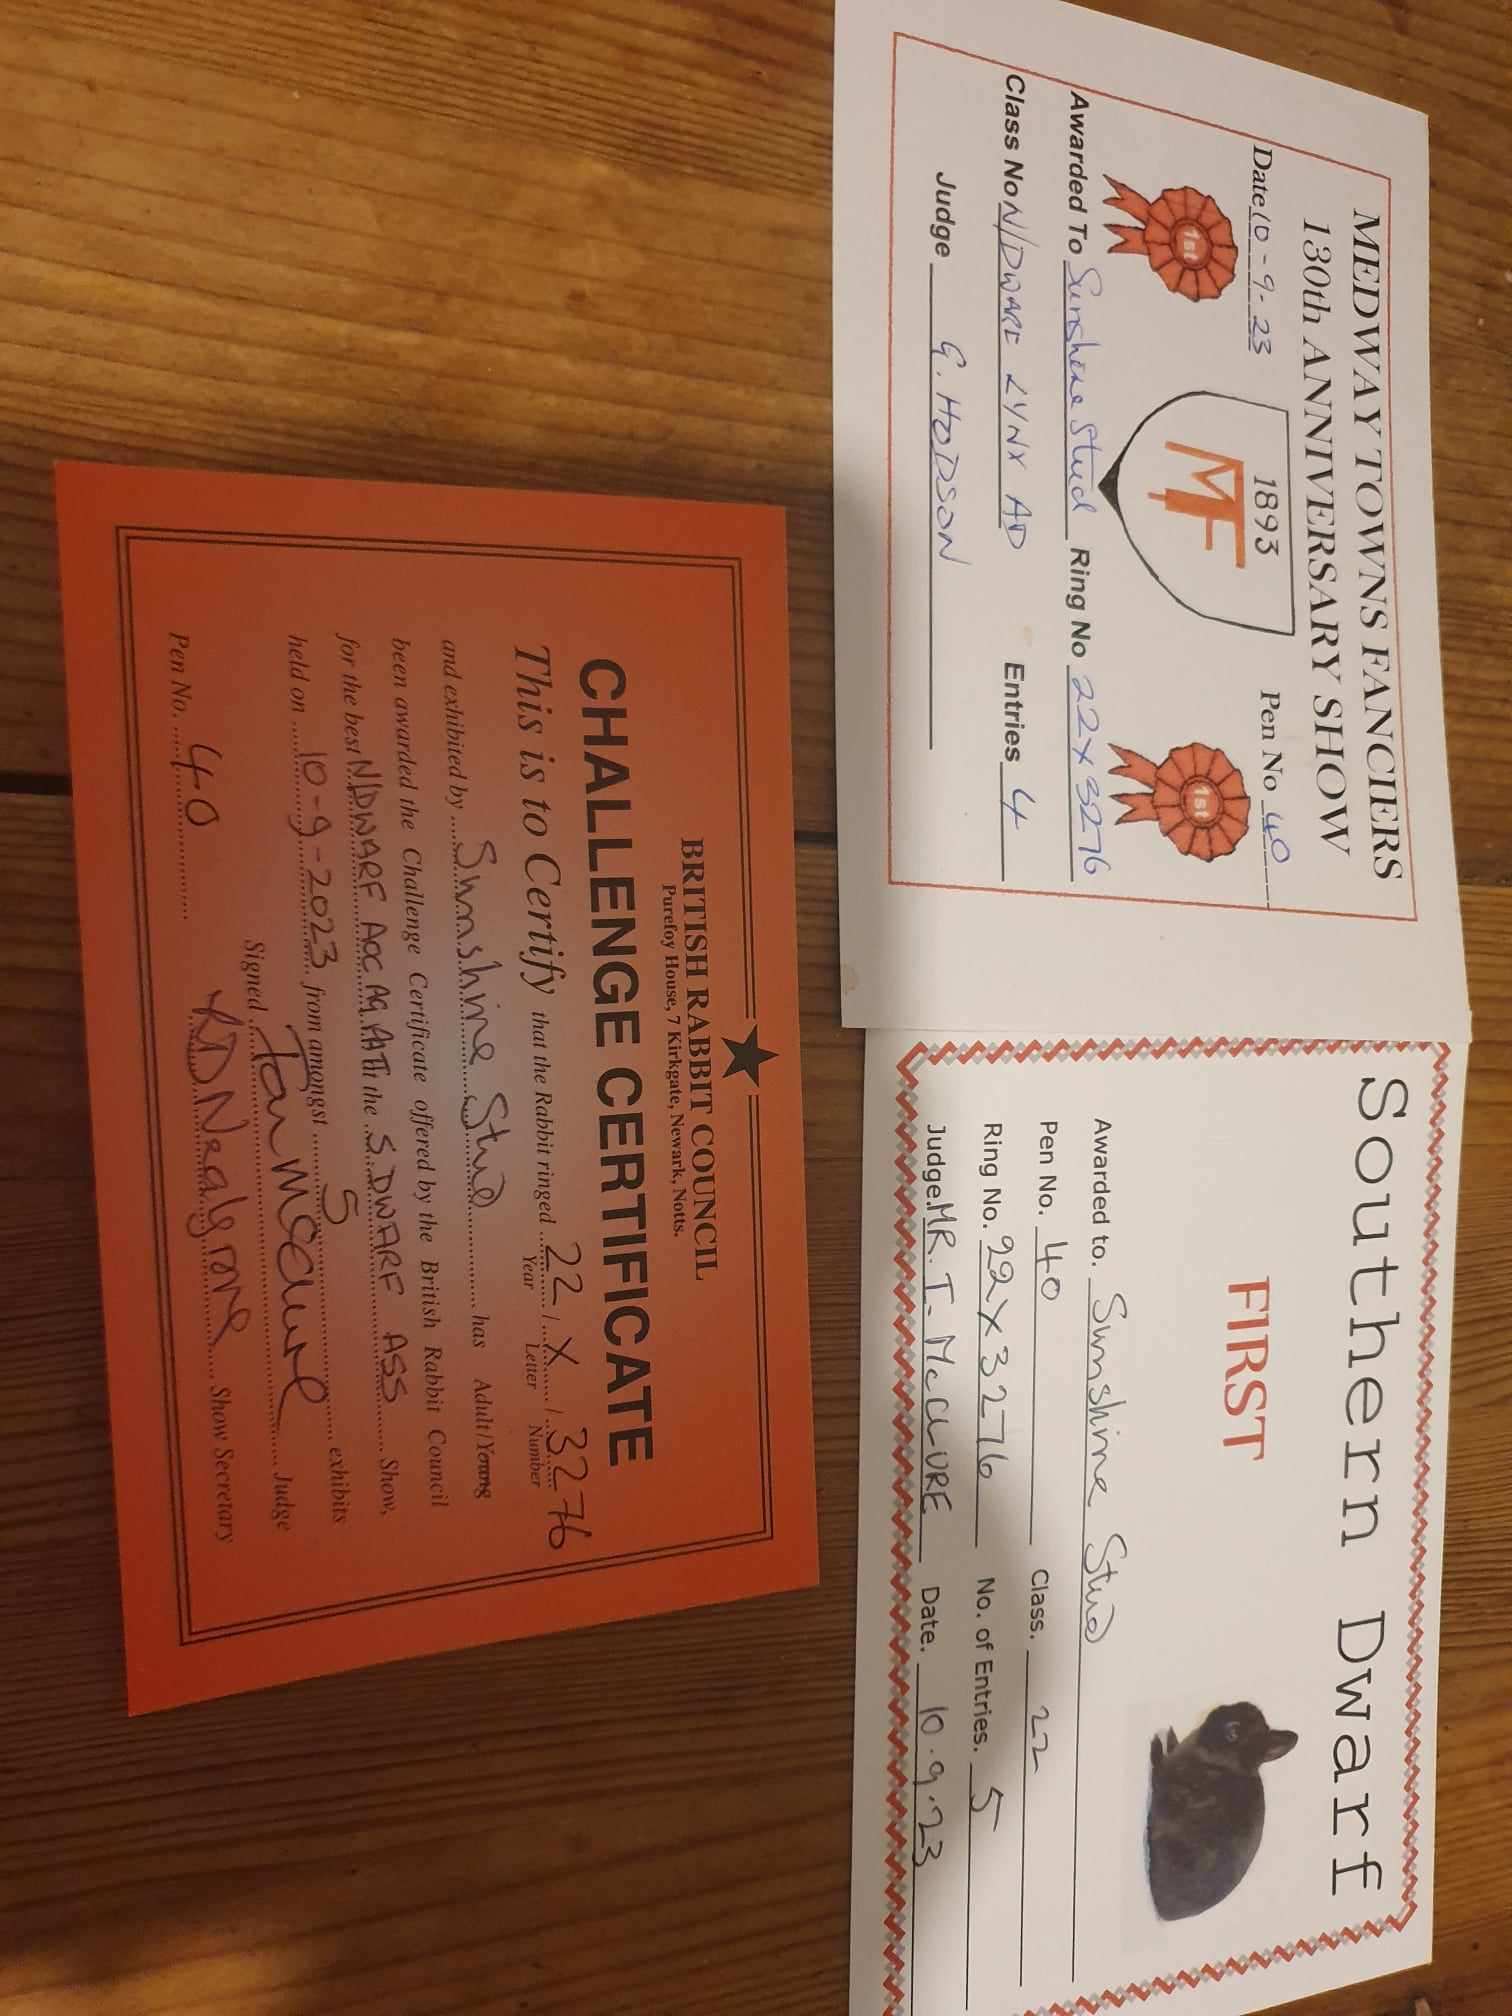 MEDWAY TOWNS FANCIERS
130th ANNIVERSARY SHOW
Date 10-9-23 Pen No 40
1893
MTF
1st 1st
Awarded To Sunshine Stud Ring No 22X3276
Class No N/DWARF LYNX AD Entries 4
Judge G. HODSON
Southern Dwarf
FIRST
Awarded to. Sunshine Stud
Pen No. 40 Class. 22
Ring No. 22X3276 No. of Entries. 5
Judge. MR. I. McCLURE Date. 10.9.23
BRITISH RABBIT COUNCIL
Purefoy House, 7 Kirkgate, Newark, Notts.
CHALLENGE CERTIFICATE
This is to Certify that the Rabbit ringed 22 / X / 3276
Year Letter Number
and exhibited by Sunshine Stud has Adult/Young
been awarded the Challenge Certificate offered by the British Rabbit Council
for the best N/DWARF AOC AG PATT at the S. DWARF ASS Show,
held on 10-9-2023 from amongst 5 exhibits
Signed Ian McClure Judge
Pen No. 40 Show Secretary